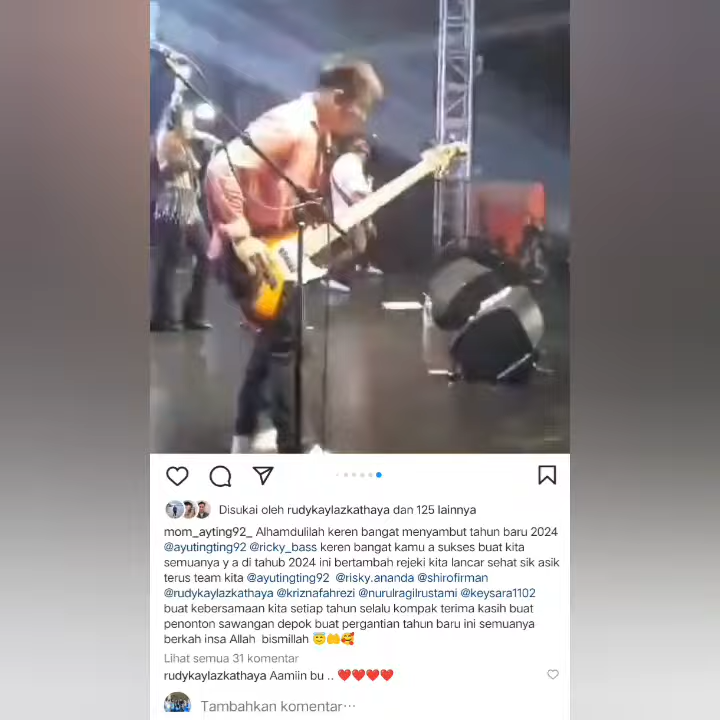 Disukai oleh rudykaylazkathaya dan 125 lainnya
mom_ayting92_ Alhamdulilah keren bangat menyambut tahun baru 2024
@ayutingting92 @ricky_bass keren bangat kamu a sukses buat kita
semuanya y a di tahub 2024 ini bertambah rejeki kita lancar sehat sik asik
terus team kita @ayutingting92 @risky.ananda @shirofirman
@rudykaylazkathaya @kriznafahrezi @nurulragilrustami @keysara1102
buat kebersamaan kita setiap tahun selalu kompak terima kasih buat
penonton sawangan depok buat pergantian tahun baru ini semuanya
berkah insa Allah bismillah 😇🤲🥰
Lihat semua 31 komentar
rudykaylazkathaya Aamiin bu .. ❤️❤️❤️❤️
Tambahkan komentar...